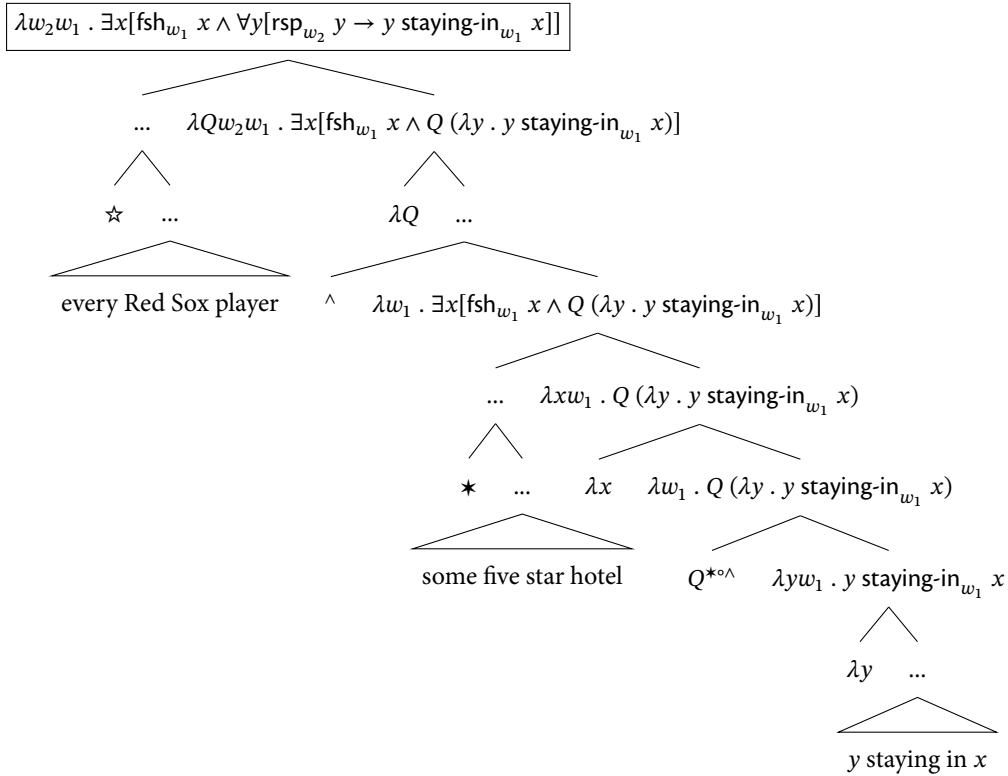 λw₂w₁ . ∃x[fsh_w₁ x ∧ ∀y[rsp_w₂ y → y staying-in_w₁ x]]
... λQw₂w₁ . ∃x[fsh_w₁ x ∧ Q (λy . y staying-in_w₁ x)]
☆ ... λQ ...
every Red Sox player ^ λw₁ . ∃x[fsh_w₁ x ∧ Q (λy . y staying-in_w₁ x)]
... λxw₁ . Q (λy . y staying-in_w₁ x)
★ ... λx λw₁ . Q (λy . y staying-in_w₁ x)
some five star hotel Q^★∘∧ λyw₁ . y staying-in_w₁ x
λy ...
y staying in x